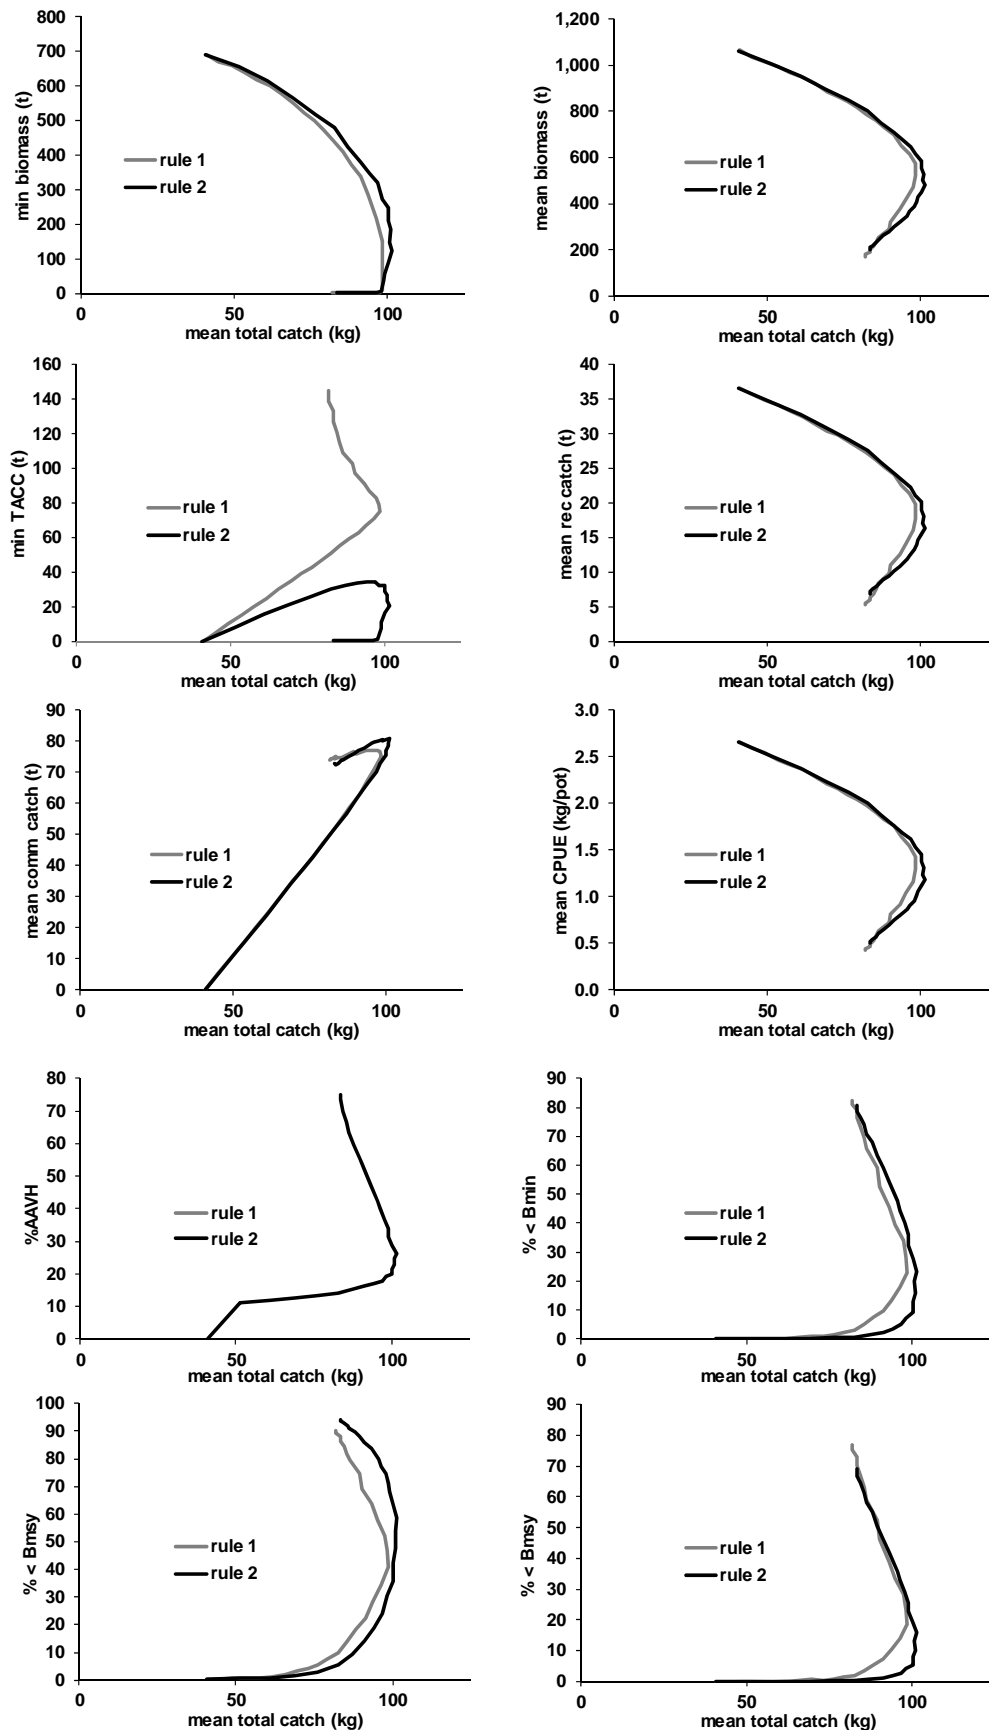 800
700
600
500
400
300
200
100
0
min biomass (t)
rule 1
rule 2
0 50 100
mean total catch (kg)
1,200
1,000
800
600
400
200
0
mean biomass (t)
rule 1
rule 2
0 50 100
mean total catch (kg)
160
140
120
100
80
60
40
20
0
min TACC (t)
rule 1
rule 2
0 50 100
mean total catch (kg)
40
35
30
25
20
15
10
5
0
mean rec catch (t)
rule 1
rule 2
0 50 100
mean total catch (kg)
90
80
70
60
50
40
30
20
10
0
mean comm catch (t)
rule 1
rule 2
0 50 100
mean total catch (kg)
3.0
2.5
2.0
1.5
1.0
0.5
0.0
mean CPUE (kg/pot)
rule 1
rule 2
0 50 100
mean total catch (kg)
80
70
60
50
40
30
20
10
0
%AAVH
rule 1
rule 2
0 50 100
mean total catch (kg)
90
80
70
60
50
40
30
20
10
0
% < Bmin
rule 1
rule 2
0 50 100
mean total catch (kg)
100
90
80
70
60
50
40
30
20
10
0
% < Bmsy
rule 1
rule 2
0 50 100
mean total catch (kg)
90
80
70
60
50
40
30
20
10
0
% < Bmsy
rule 1
rule 2
0 50 100
mean total catch (kg)